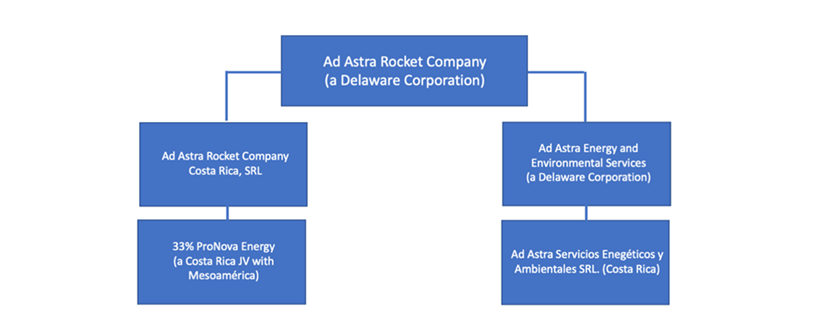 Ad Astra Rocket Company
(a Delaware Corporation)
Ad Astra Rocket Company
Costa Rica, SRL
Ad Astra Energy and
Environmental Services
(a Delaware Corporation)
33% ProNova Energy
(a Costa Rica JV with
Mesoamérica)
Ad Astra Servicios Enegéticos y
Ambientales SRL. (Costa Rica)